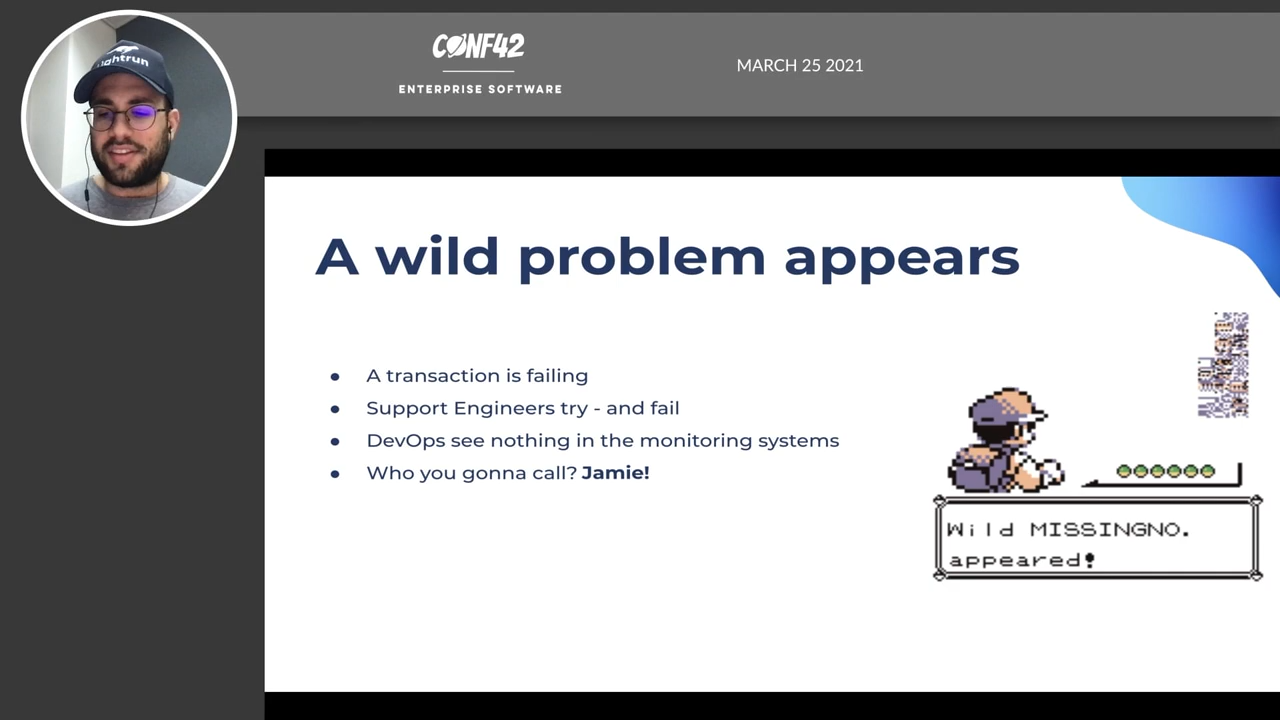 CONF42
ENTERPRISE SOFTWARE
MARCH 25 2021
A wild problem appears
● A transaction is failing
● Support Engineers try - and fail
● DevOps see nothing in the monitoring systems
● Who you gonna call? Jamie!
Wild MISSINGNO.
appeared!